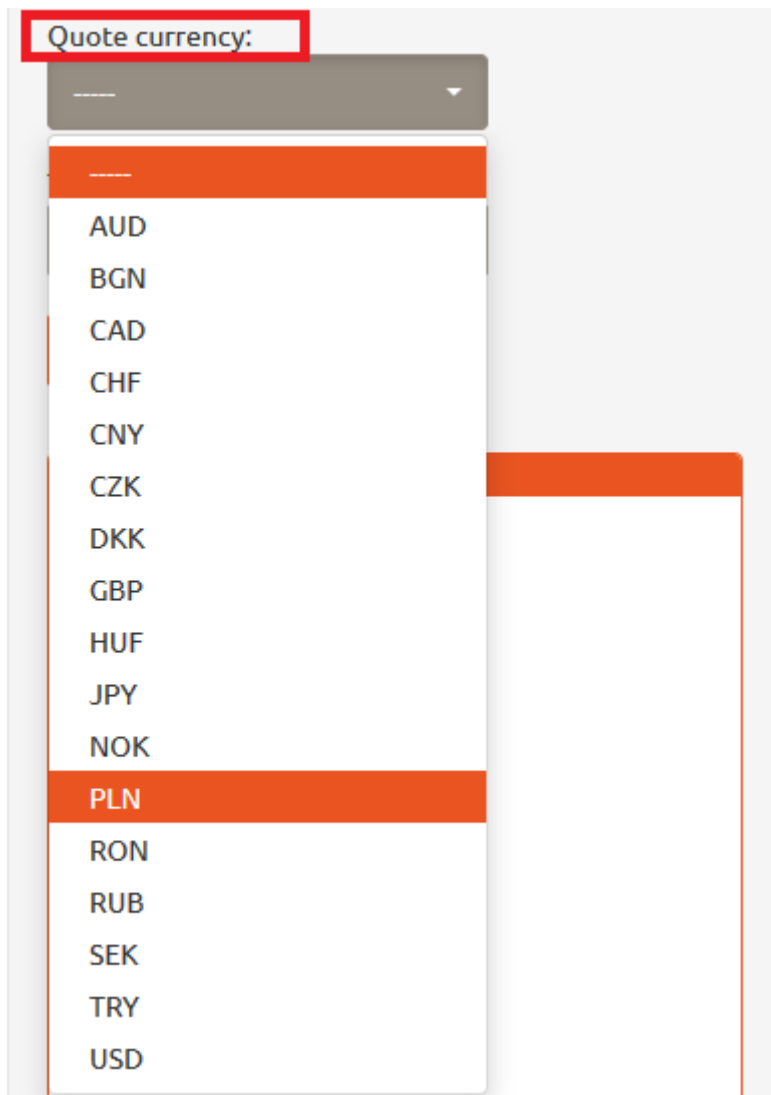 Quote currency:
-----
-----
AUD
BGN
CAD
CHF
CNY
CZK
DKK
GBP
HUF
JPY
NOK
PLN
RON
RUB
SEK
TRY
USD